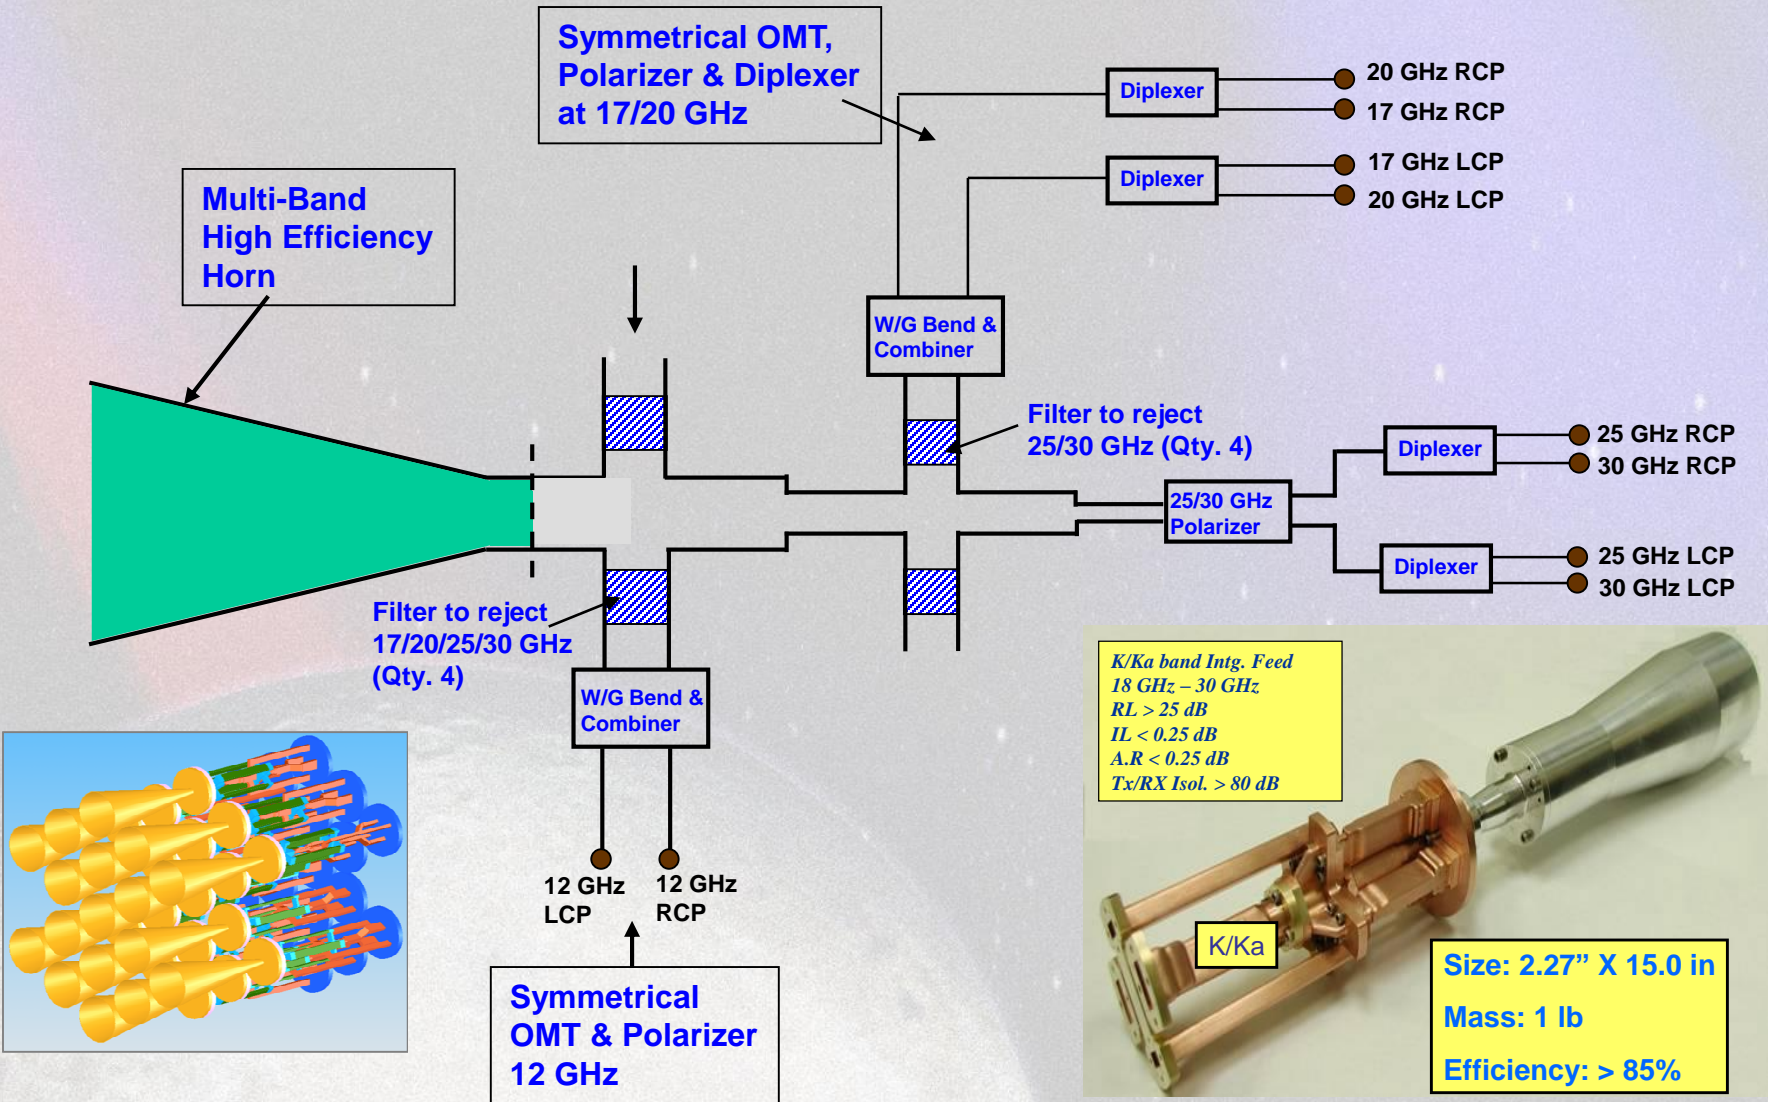 Symmetrical OMT,
Polarizer & Diplexer
at 17/20 GHz
Diplexer
20 GHz RCP
17 GHz RCP
Diplexer
17 GHz LCP
20 GHz LCP
Multi-Band
High Efficiency
Horn
W/G Bend &
Combiner
Filter to reject
25/30 GHz (Qty. 4)
Diplexer
25 GHz RCP
30 GHz RCP
25/30 GHz
Polarizer
Diplexer
25 GHz LCP
30 GHz LCP
Filter to reject
17/20/25/30 GHz
(Qty. 4)
W/G Bend &
Combiner
12 GHz
LCP
12 GHz
RCP
Symmetrical
OMT & Polarizer
12 GHz
K/Ka band Intg. Feed
18 GHz – 30 GHz
RL > 25 dB
IL < 0.25 dB
A.R < 0.25 dB
Tx/RX Isol. > 80 dB
K/Ka
Size: 2.27” X 15.0 in
Mass: 1 lb
Efficiency: > 85%